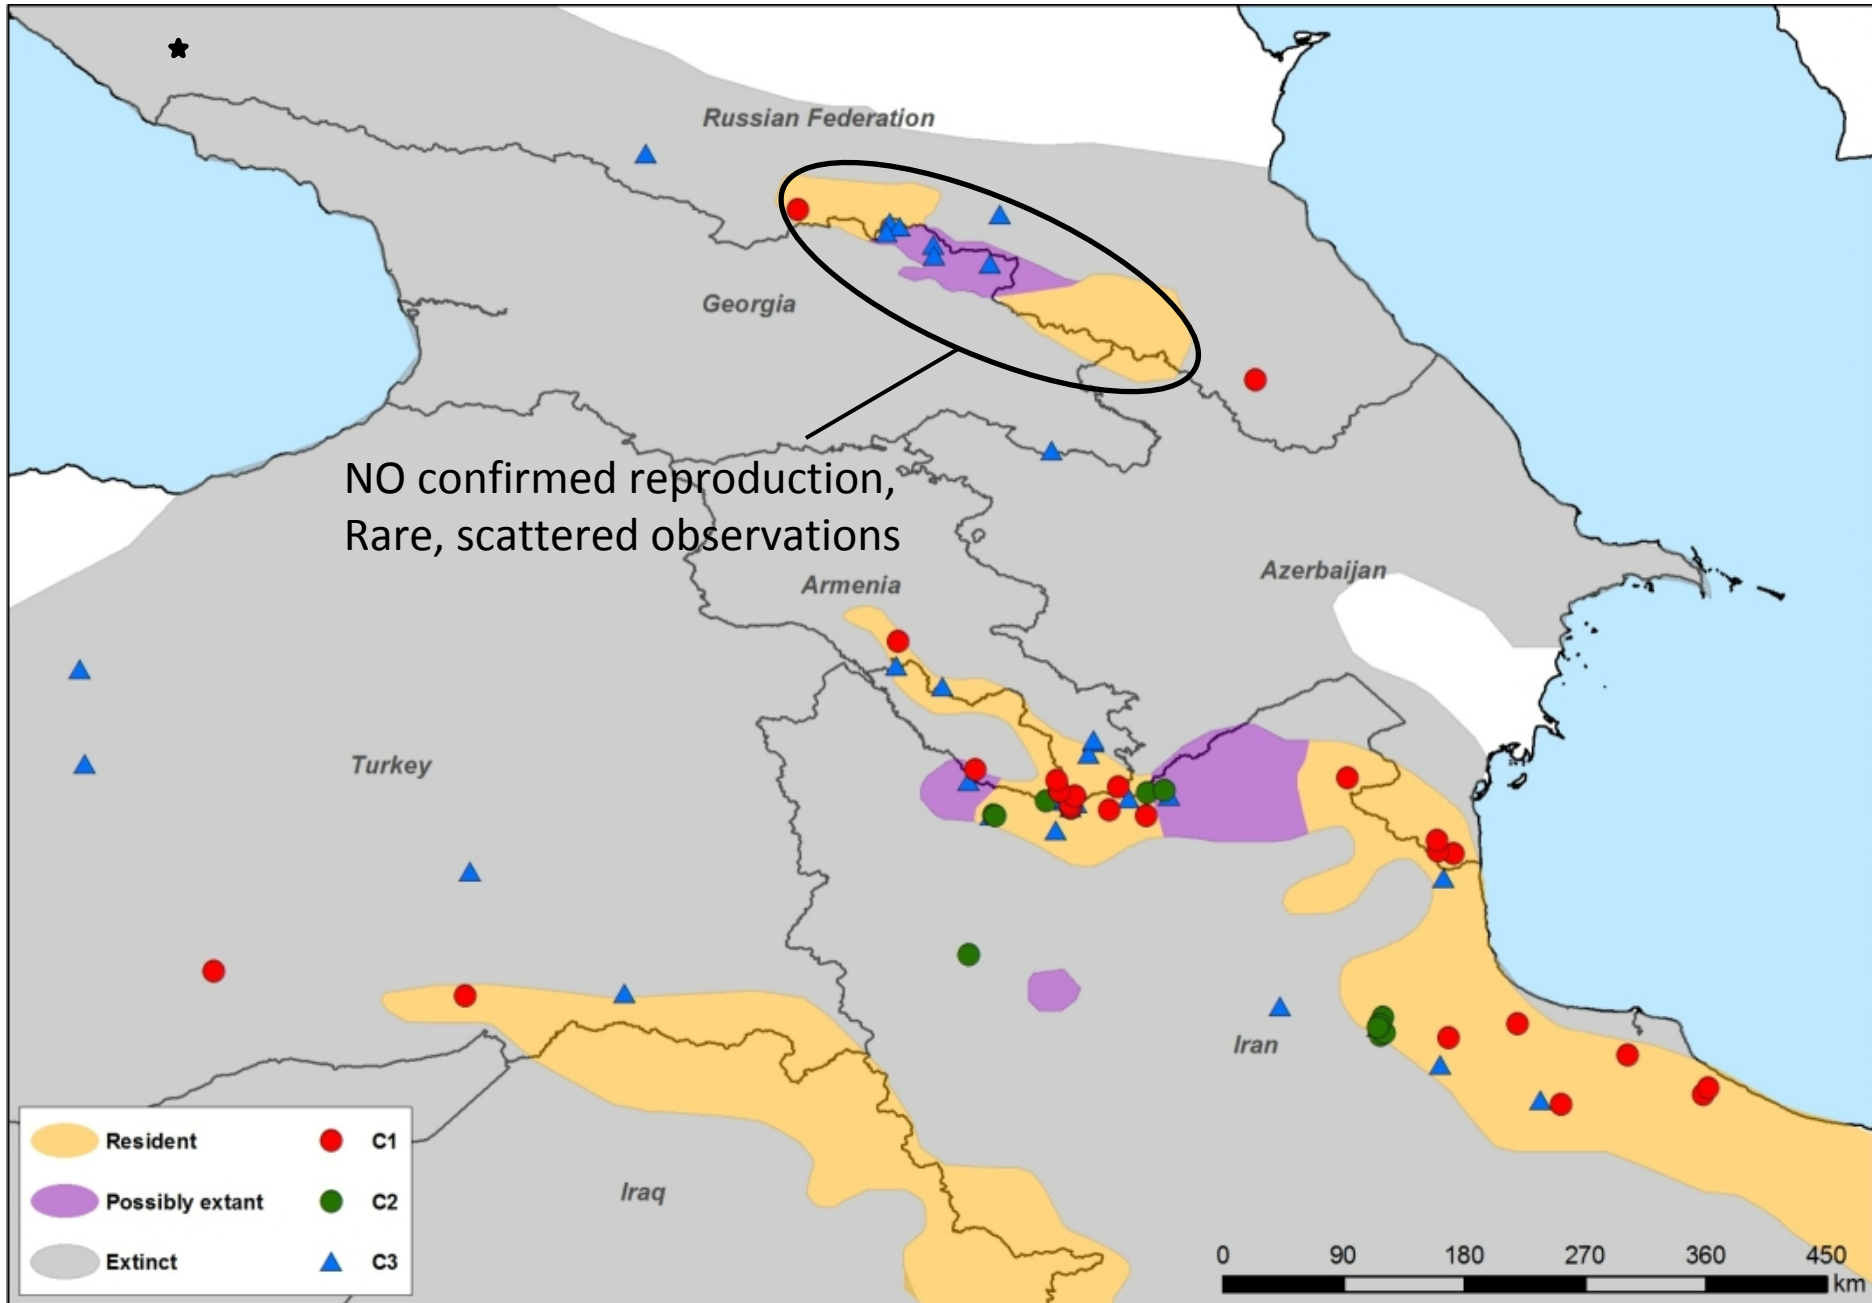 Russian Federation
Georgia
NO confirmed reproduction,
Rare, scattered observations
Azerbaijan
Armenia
Turkey
Iran
Iraq
Resident C1
Possibly extant C2
Extinct C3
0 90 180 270 360 450
km